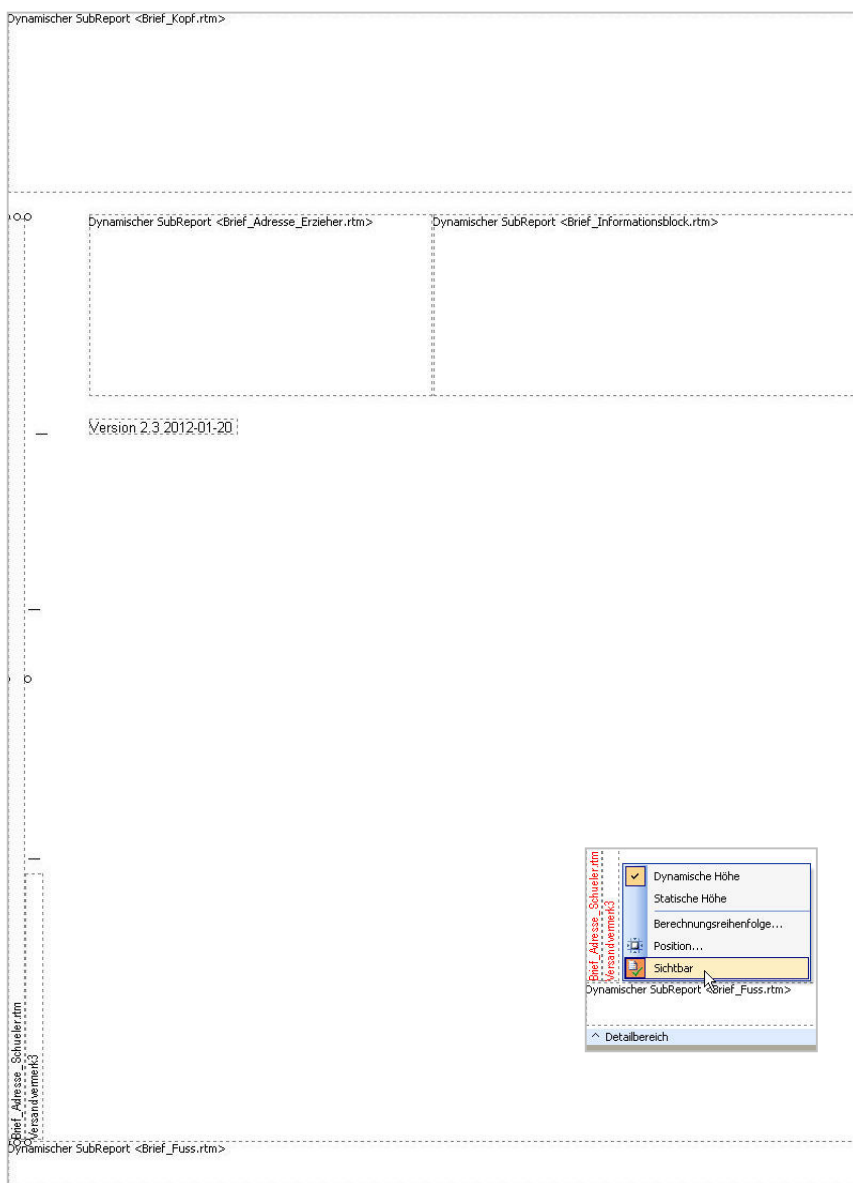 Dynamischer SubReport <Brief_Kopf.rtm>
Dynamischer SubReport <Brief_Adresse_Erzieher.rtm>
Dynamischer SubReport <Brief_Informationsblock.rtm>
Version 2.3 2012-01-20
Brief_Adresse_Schueler.rtm
Versandvermerk3
Dynamische Höhe
Statische Höhe
Berechnungsreihenfolge...
Position...
Sichtbar
Dynamischer SubReport <Brief_Fuss.rtm>
^ Detailbereich
Brief_Adresse_Schueler.rtm
Versandvermerk3
Dynamischer SubReport <Brief_Fuss.rtm>